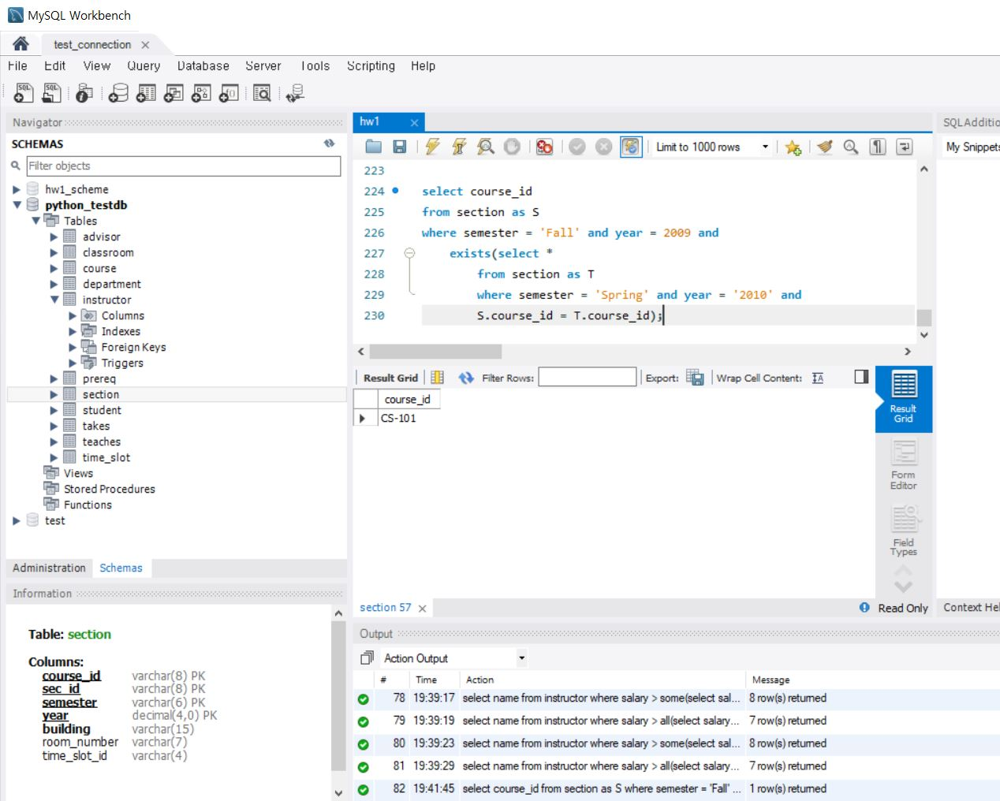 MySQL Workbench
test_connection
File Edit View Query Database Server Tools Scripting Help
Navigator
SCHEMAS
Filter objects
hw1_scheme
python_testdb
Tables
advisor
classroom
course
department
instructor
Columns
Indexes
Foreign Keys
Triggers
prereq
section
student
takes
teaches
time_slot
Views
Stored Procedures
Functions
test
Administration Schemas
Information
Table: section
Columns:
course_id varchar(8) PK
sec_id varchar(8) PK
semester varchar(6) PK
year decimal(4,0) PK
building varchar(15)
room_number varchar(7)
time_slot_id varchar(4)
hw1
Limit to 1000 rows
223
224 select course_id
225 from section as S
226 where semester = 'Fall' and year = 2009 and
227 exists(select *
228 from section as T
229 where semester = 'Spring' and year = '2010' and
230 S.course_id = T.course_id);
Result Grid Filter Rows: Export: Wrap Cell Content:
course_id
CS-101
Result
Grid
Form
Editor
Field
Types
section 57
Read Only
SQLAdditio
My Snippets
Context Hel
Output
Action Output
# Time Action Message
78 19:39:17 select name from instructor where salary > some(select sal... 8 row(s) returned
79 19:39:19 select name from instructor where salary > all(select salary... 7 row(s) returned
80 19:39:23 select name from instructor where salary > some(select sal... 8 row(s) returned
81 19:39:29 select name from instructor where salary > all(select salary... 7 row(s) returned
82 19:41:45 select course_id from section as S where semester = 'Fall' ... 1 row(s) returned